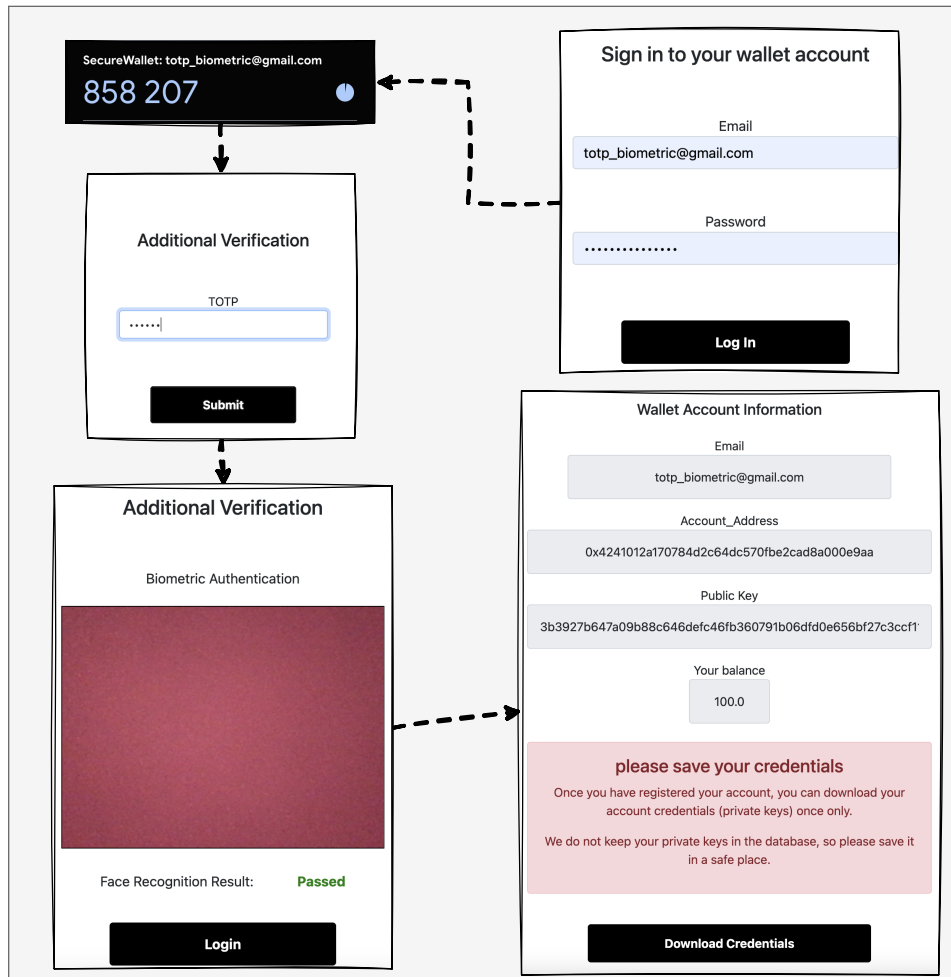 SecureWallet: totp_biometric@gmail.com
858 207
Sign in to your wallet account
Email
totp_biometric@gmail.com
Password
•••••••••••••••
Log In
Additional Verification
TOTP
••••••
Submit
Additional Verification
Biometric Authentication
Face Recognition Result: Passed
Login
Wallet Account Information
Email
totp_biometric@gmail.com
Account_Address
0x4241012a170784d2c64dc570fbe2cad8a000e9aa
Public Key
3b3927b647a09b88c646defc46fb360791b06dfd0e656bf27c3ccf1
Your balance
100.0
please save your credentials
Once you have registered your account, you can download your
account credentials (private keys) once only.
We do not keep your private keys in the database, so please save it
in a safe place.
Download Credentials